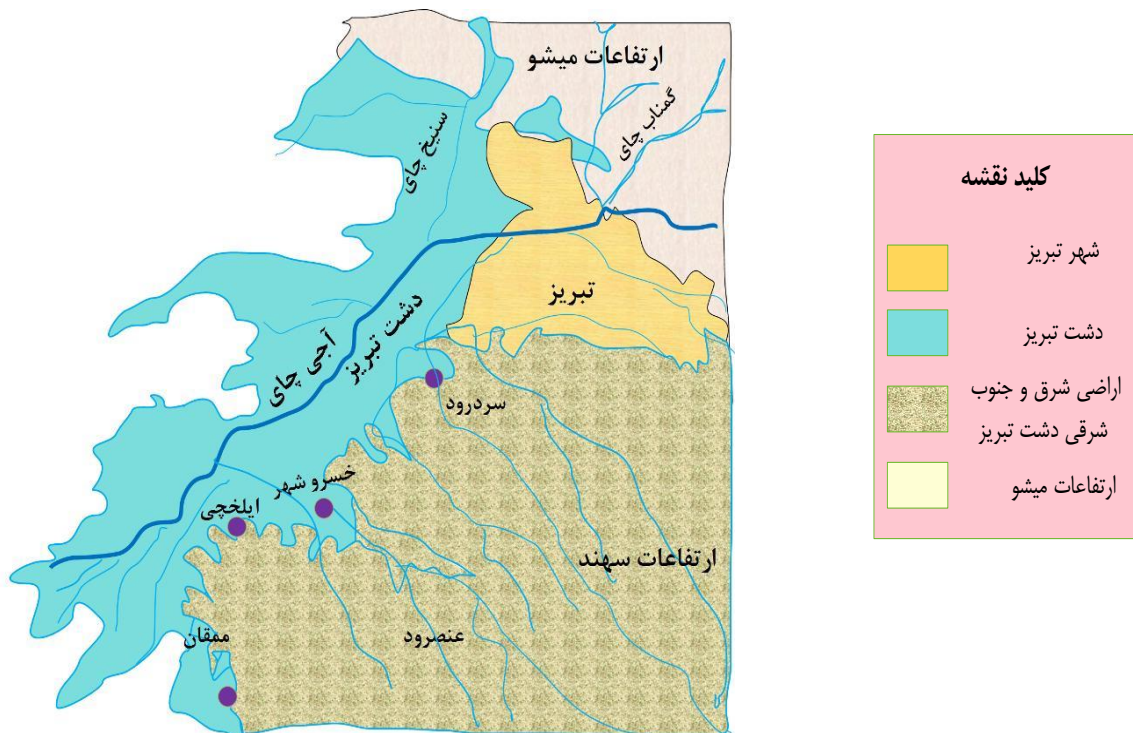 ارتفاعات میشو
گمناب چای
سنیخ چای
تبریز
دشت تبریز
آجی چای
سردرود
خسرو شهر
ایلخچی
ارتفاعات سهند
عنصرود
ممقان
کلید نقشه
شهر تبریز
دشت تبریز
اراضی شرق و جنوب
شرقی دشت تبریز
ارتفاعات میشو